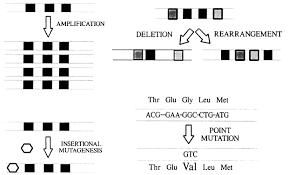 AMPLIFICATION
DELETION
REARRANGEMENT
INSERTIONAL
MUTAGENESIS
Thr Glu Gly Leu Met
ACG-GAA-GGC-CTG-ATG
POINT
MUTATION
GTC
Thr Glu Val Leu Met